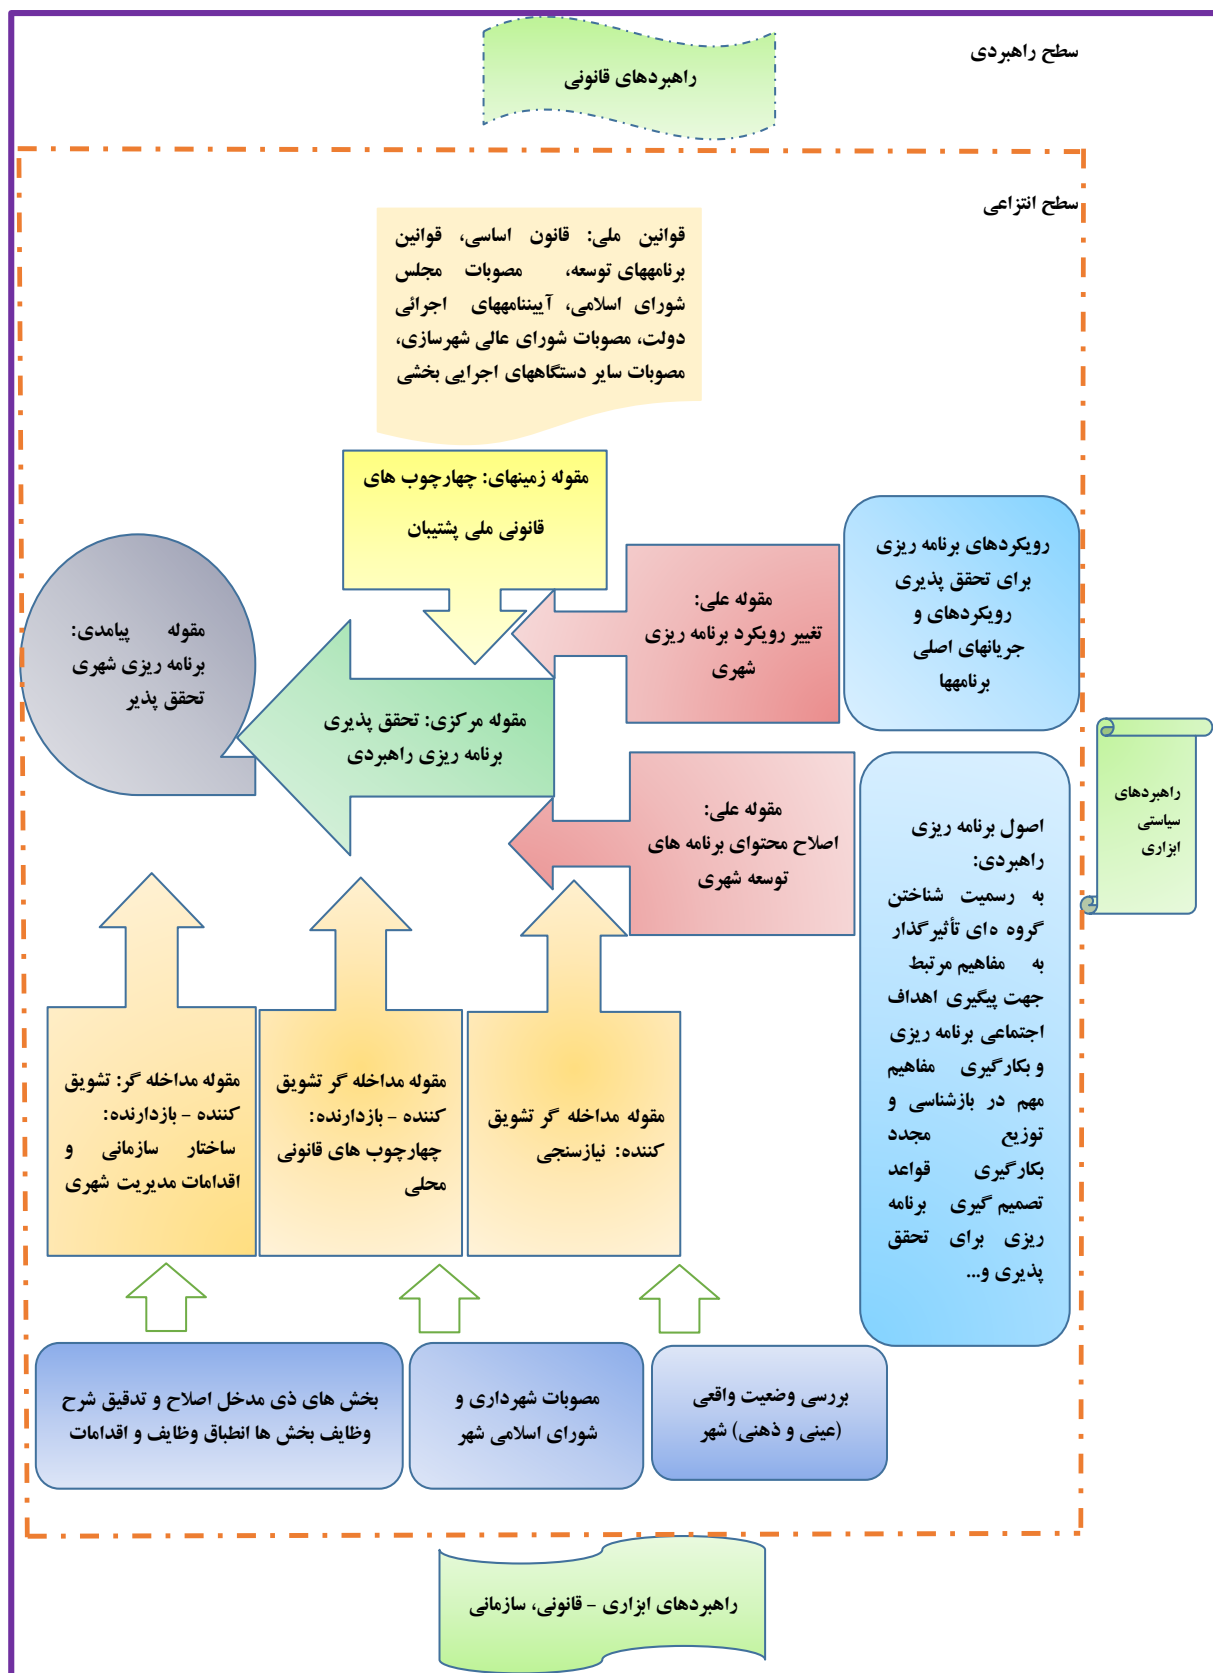 سطح راهبردی
راهبردهای قانونی
سطح انتزاعی
قوانین ملی: قانون اساسی، قوانین
برنامههای توسعه، مصوبات مجلس
شورای اسلامی، آییننامههای اجرائی
دولت، مصوبات شورای عالی شهرسازی،
مصوبات سایر دستگاههای اجرایی بخشی
مقوله زمینهای: چهارچوب های
قانونی ملی پشتیبان
رویکردهای برنامه ریزی
برای تحقق پذیری
رویکردهای و
جریانهای اصلی
برنامهها
مقوله علی:
تغییر رویکرد برنامه ریزی
شهری
مقوله پیامدی:
برنامه ریزی شهری
تحقق پذیر
مقوله مرکزی: تحقق پذیری
برنامه ریزی راهبردی
مقوله علی:
اصلاح محتوای برنامه های
توسعه شهری
راهبردهای
سیاستی
ابزاری
اصول برنامه ریزی
راهبردی:
به رسمیت شناختن
گروه ه‌ای تأثیرگذار
به مفاهیم مرتبط
جهت پیگیری اهداف
اجتماعی برنامه ریزی
و بکارگیری مفاهیم
مهم در بازشناسی و
توزیع مجدد
بکارگیری قواعد
تصمیم گیری برنامه
ریزی برای تحقق
پذیری و...
مقوله مداخله گر تشویق
کننده: نیازسنجی
مقوله مداخله گر تشویق
کننده – بازدارنده:
چهارچوب های قانونی
محلی
مقوله مداخله گر: تشویق
کننده – بازدارنده:
ساختار سازمانی و
اقدامات مدیریت شهری
بررسی وضعیت واقعی
(عینی و ذهنی) شهر
مصوبات شهرداری و
شورای اسلامی شهر
بخش های ذی مدخل اصلاح و تدقیق شرح
وظایف بخش ها انطباق وظایف و اقدامات
راهبردهای ابزاری – قانونی، سازمانی